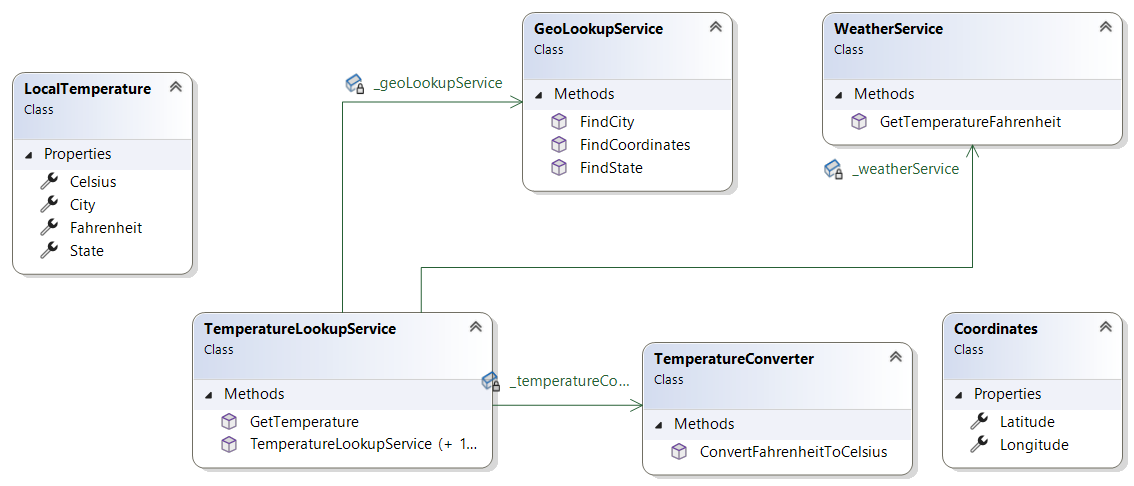 LocalTemperature
Class
Properties
Celsius
City
Fahrenheit
State
_geoLookupService
GeoLookupService
Class
Methods
FindCity
FindCoordinates
FindState
WeatherService
Class
Methods
GetTemperatureFahrenheit
_weatherService
TemperatureLookupService
Class
Methods
GetTemperature
TemperatureLookupService (+ 1...
_temperatureCo...
TemperatureConverter
Class
Methods
ConvertFahrenheitToCelsius
Coordinates
Class
Properties
Latitude
Longitude